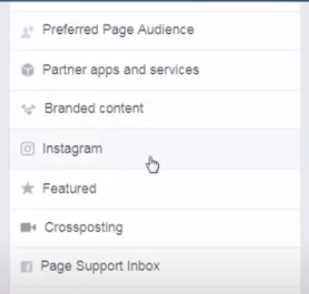 Preferred Page Audience
Partner apps and services
Branded content
Instagram
Featured
Crossposting
Page Support Inbox